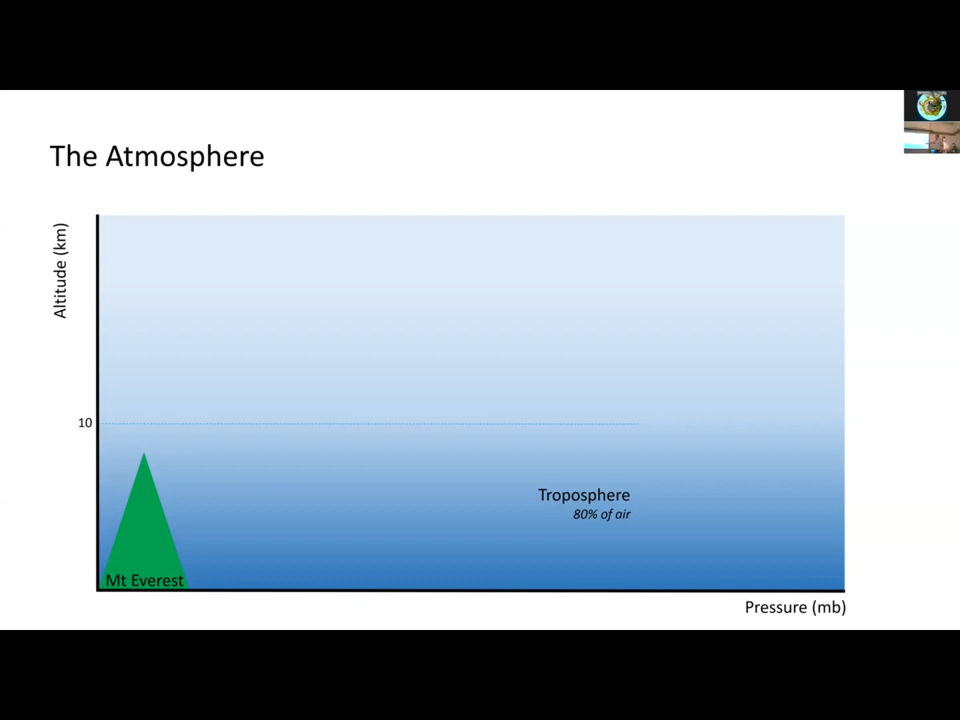 The Atmosphere
Altitude (km)
10
Troposphere
80% of air
Mt Everest
Pressure (mb)